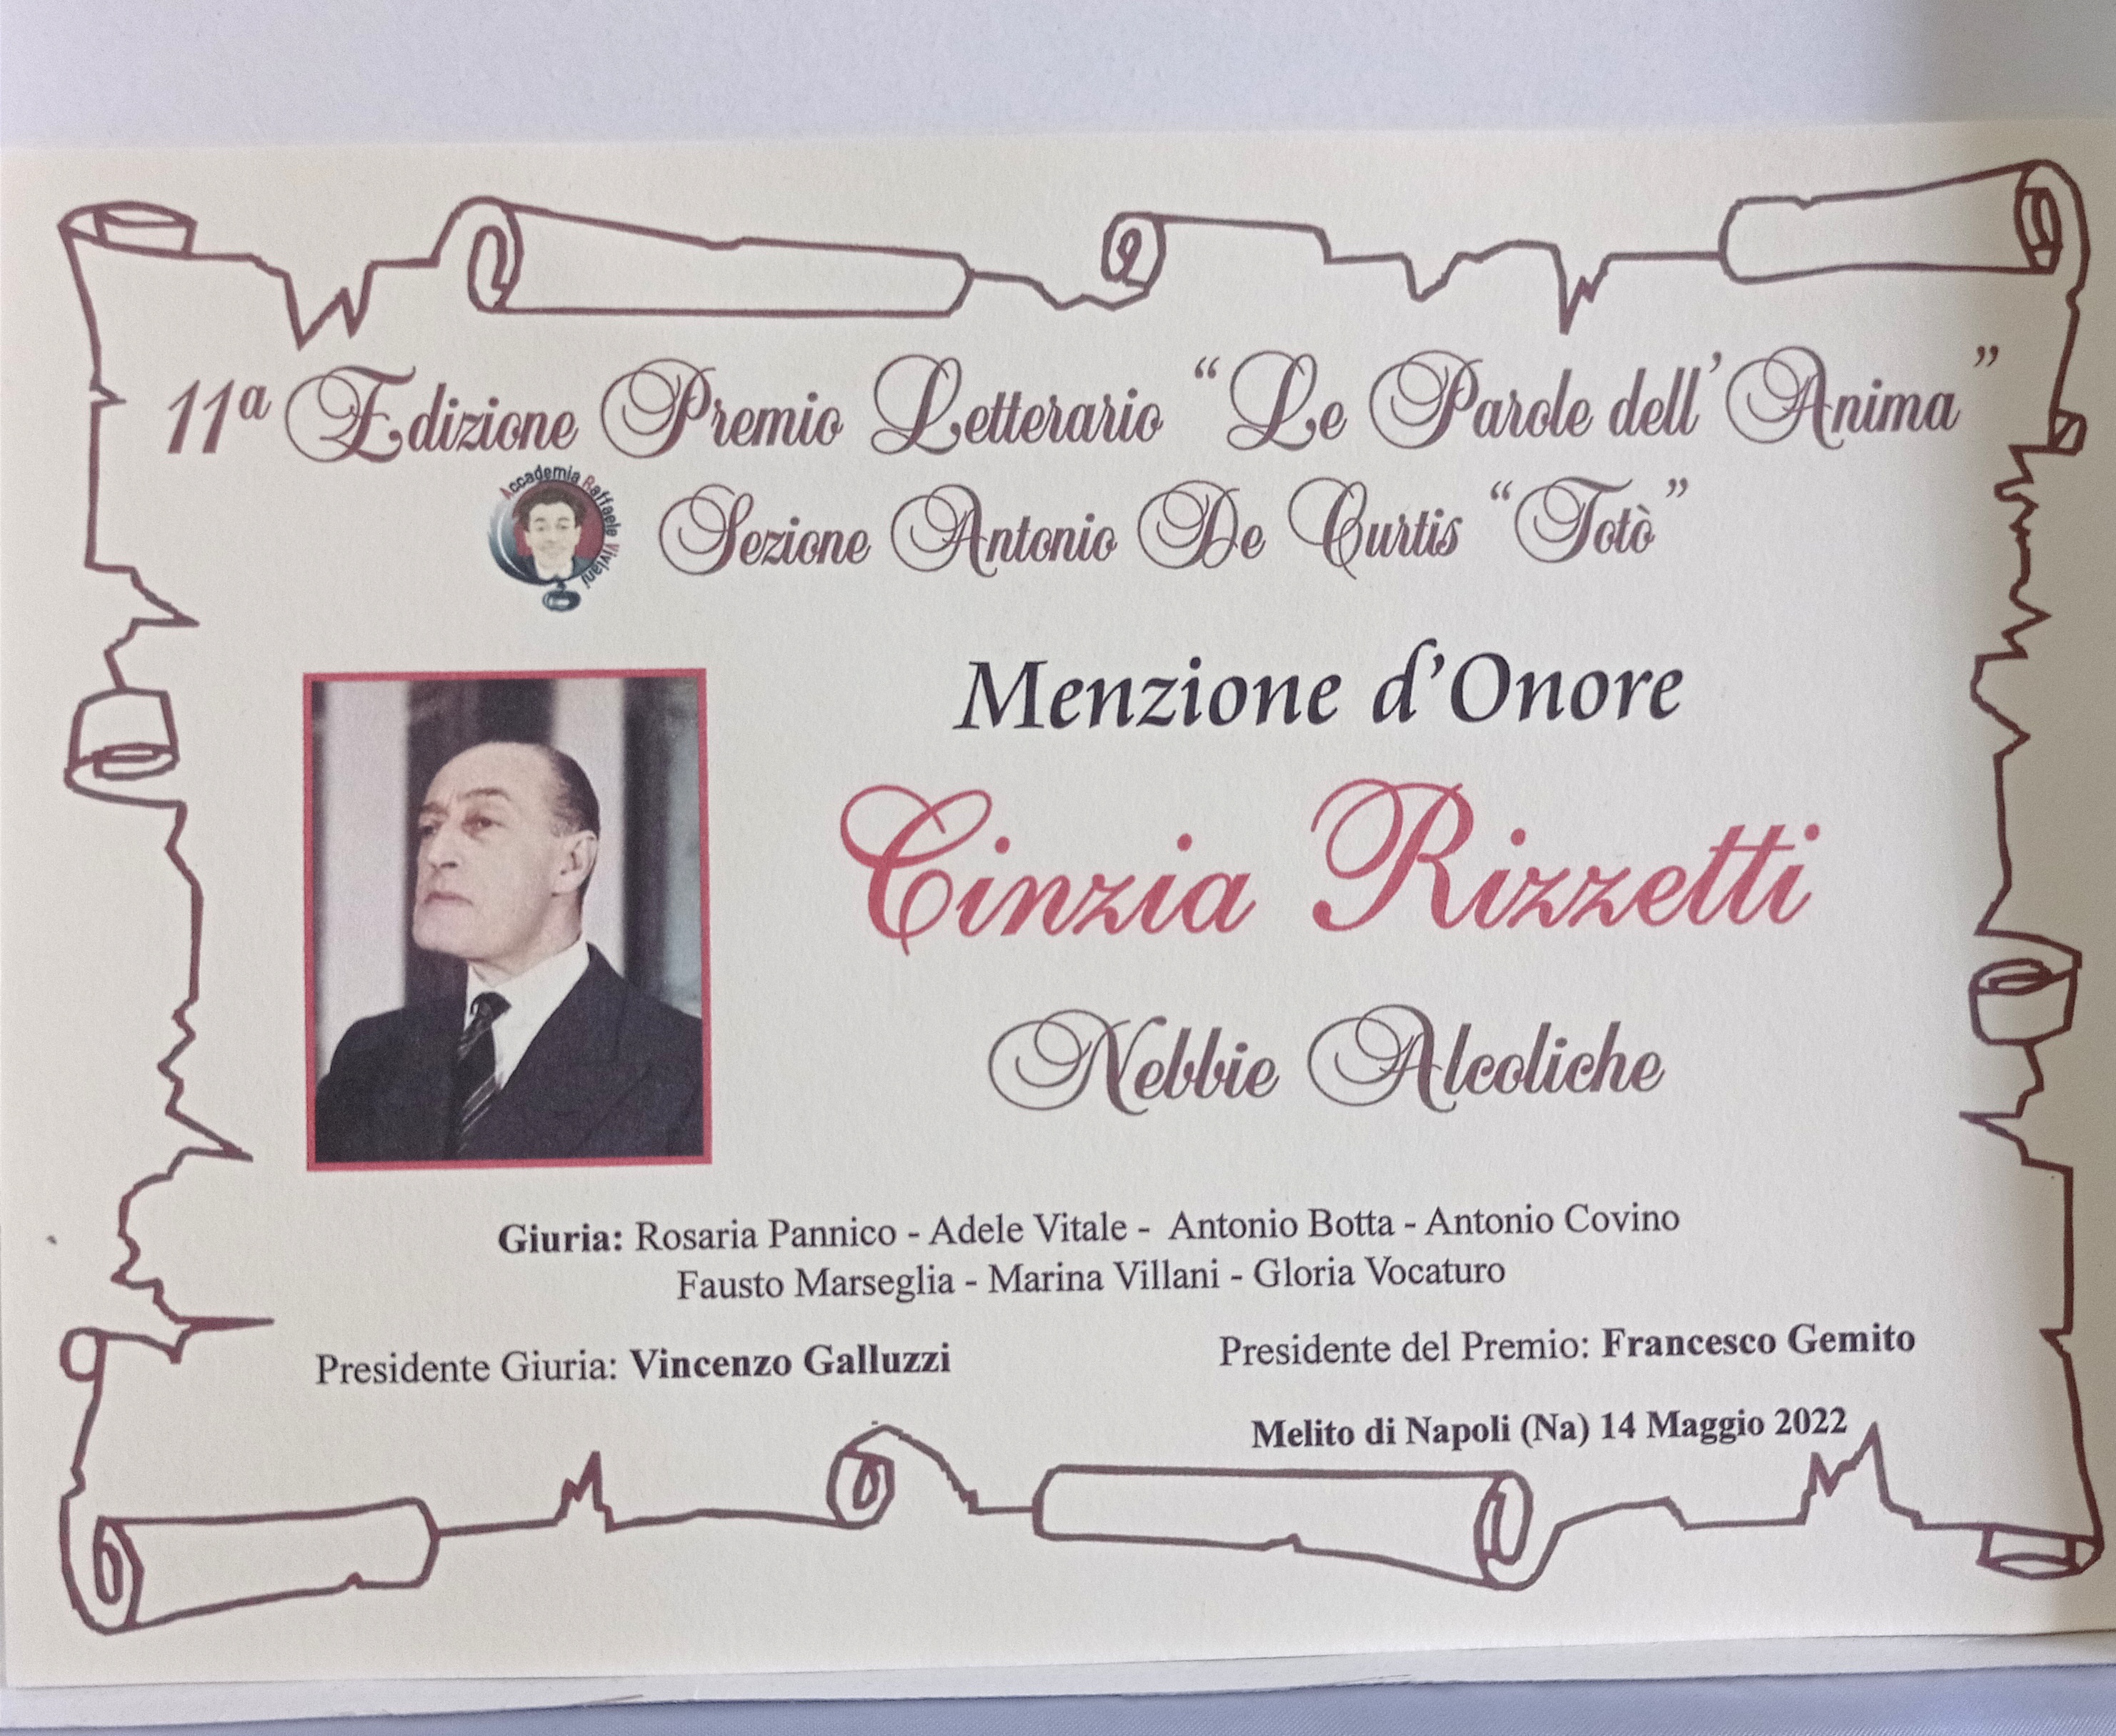 11ª Edizione Premio Letterario “Le Parole dell’Anima”
Accademia Raffaele Viviani
Sezione Antonio De Curtis “Totò”
Menzione d’Onore
Cinzia Rizzetti
Nebbie Alcoliche
Giuria: Rosaria Pannico - Adele Vitale - Antonio Botta - Antonio Covino
Fausto Marseglia - Marina Villani - Gloria Vocaturo
Presidente Giuria: Vincenzo Galluzzi
Presidente del Premio: Francesco Gemito
Melito di Napoli (Na) 14 Maggio 2022